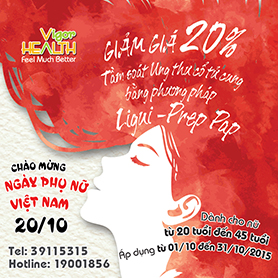 Vigor
HEALTH
Feel Much Better
GIẢM GIÁ 20%
Tầm soát Ung thư cổ tử cung
bằng phương pháp
Liqui-Prep Pap
CHÀO MỪNG
NGÀY PHỤ NỮ
VIỆT NAM
20/10
Dành cho nữ
từ 20 tuổi đến 45 tuổi
Áp dụng từ 01/10 đến 31/10/2015
Tel: 39115315
Hotline: 19001856